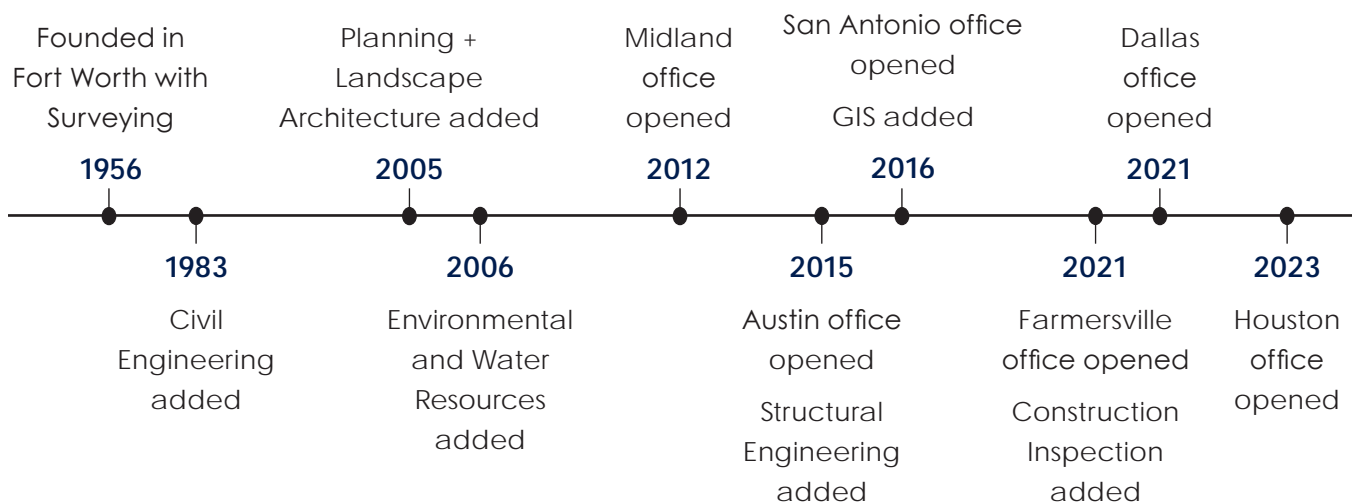 Founded in
Fort Worth with
Surveying
1956
1983
Civil
Engineering
added
Planning +
Landscape
Architecture added
2005
2006
Environmental
and Water
Resources
added
Midland
office
opened
2012
2015
Austin office
opened
Structural
Engineering
added
San Antonio office
opened
GIS added
2016
2021
Farmersville
office opened
Construction
Inspection
added
Dallas
office
opened
2021
2023
Houston
office
opened